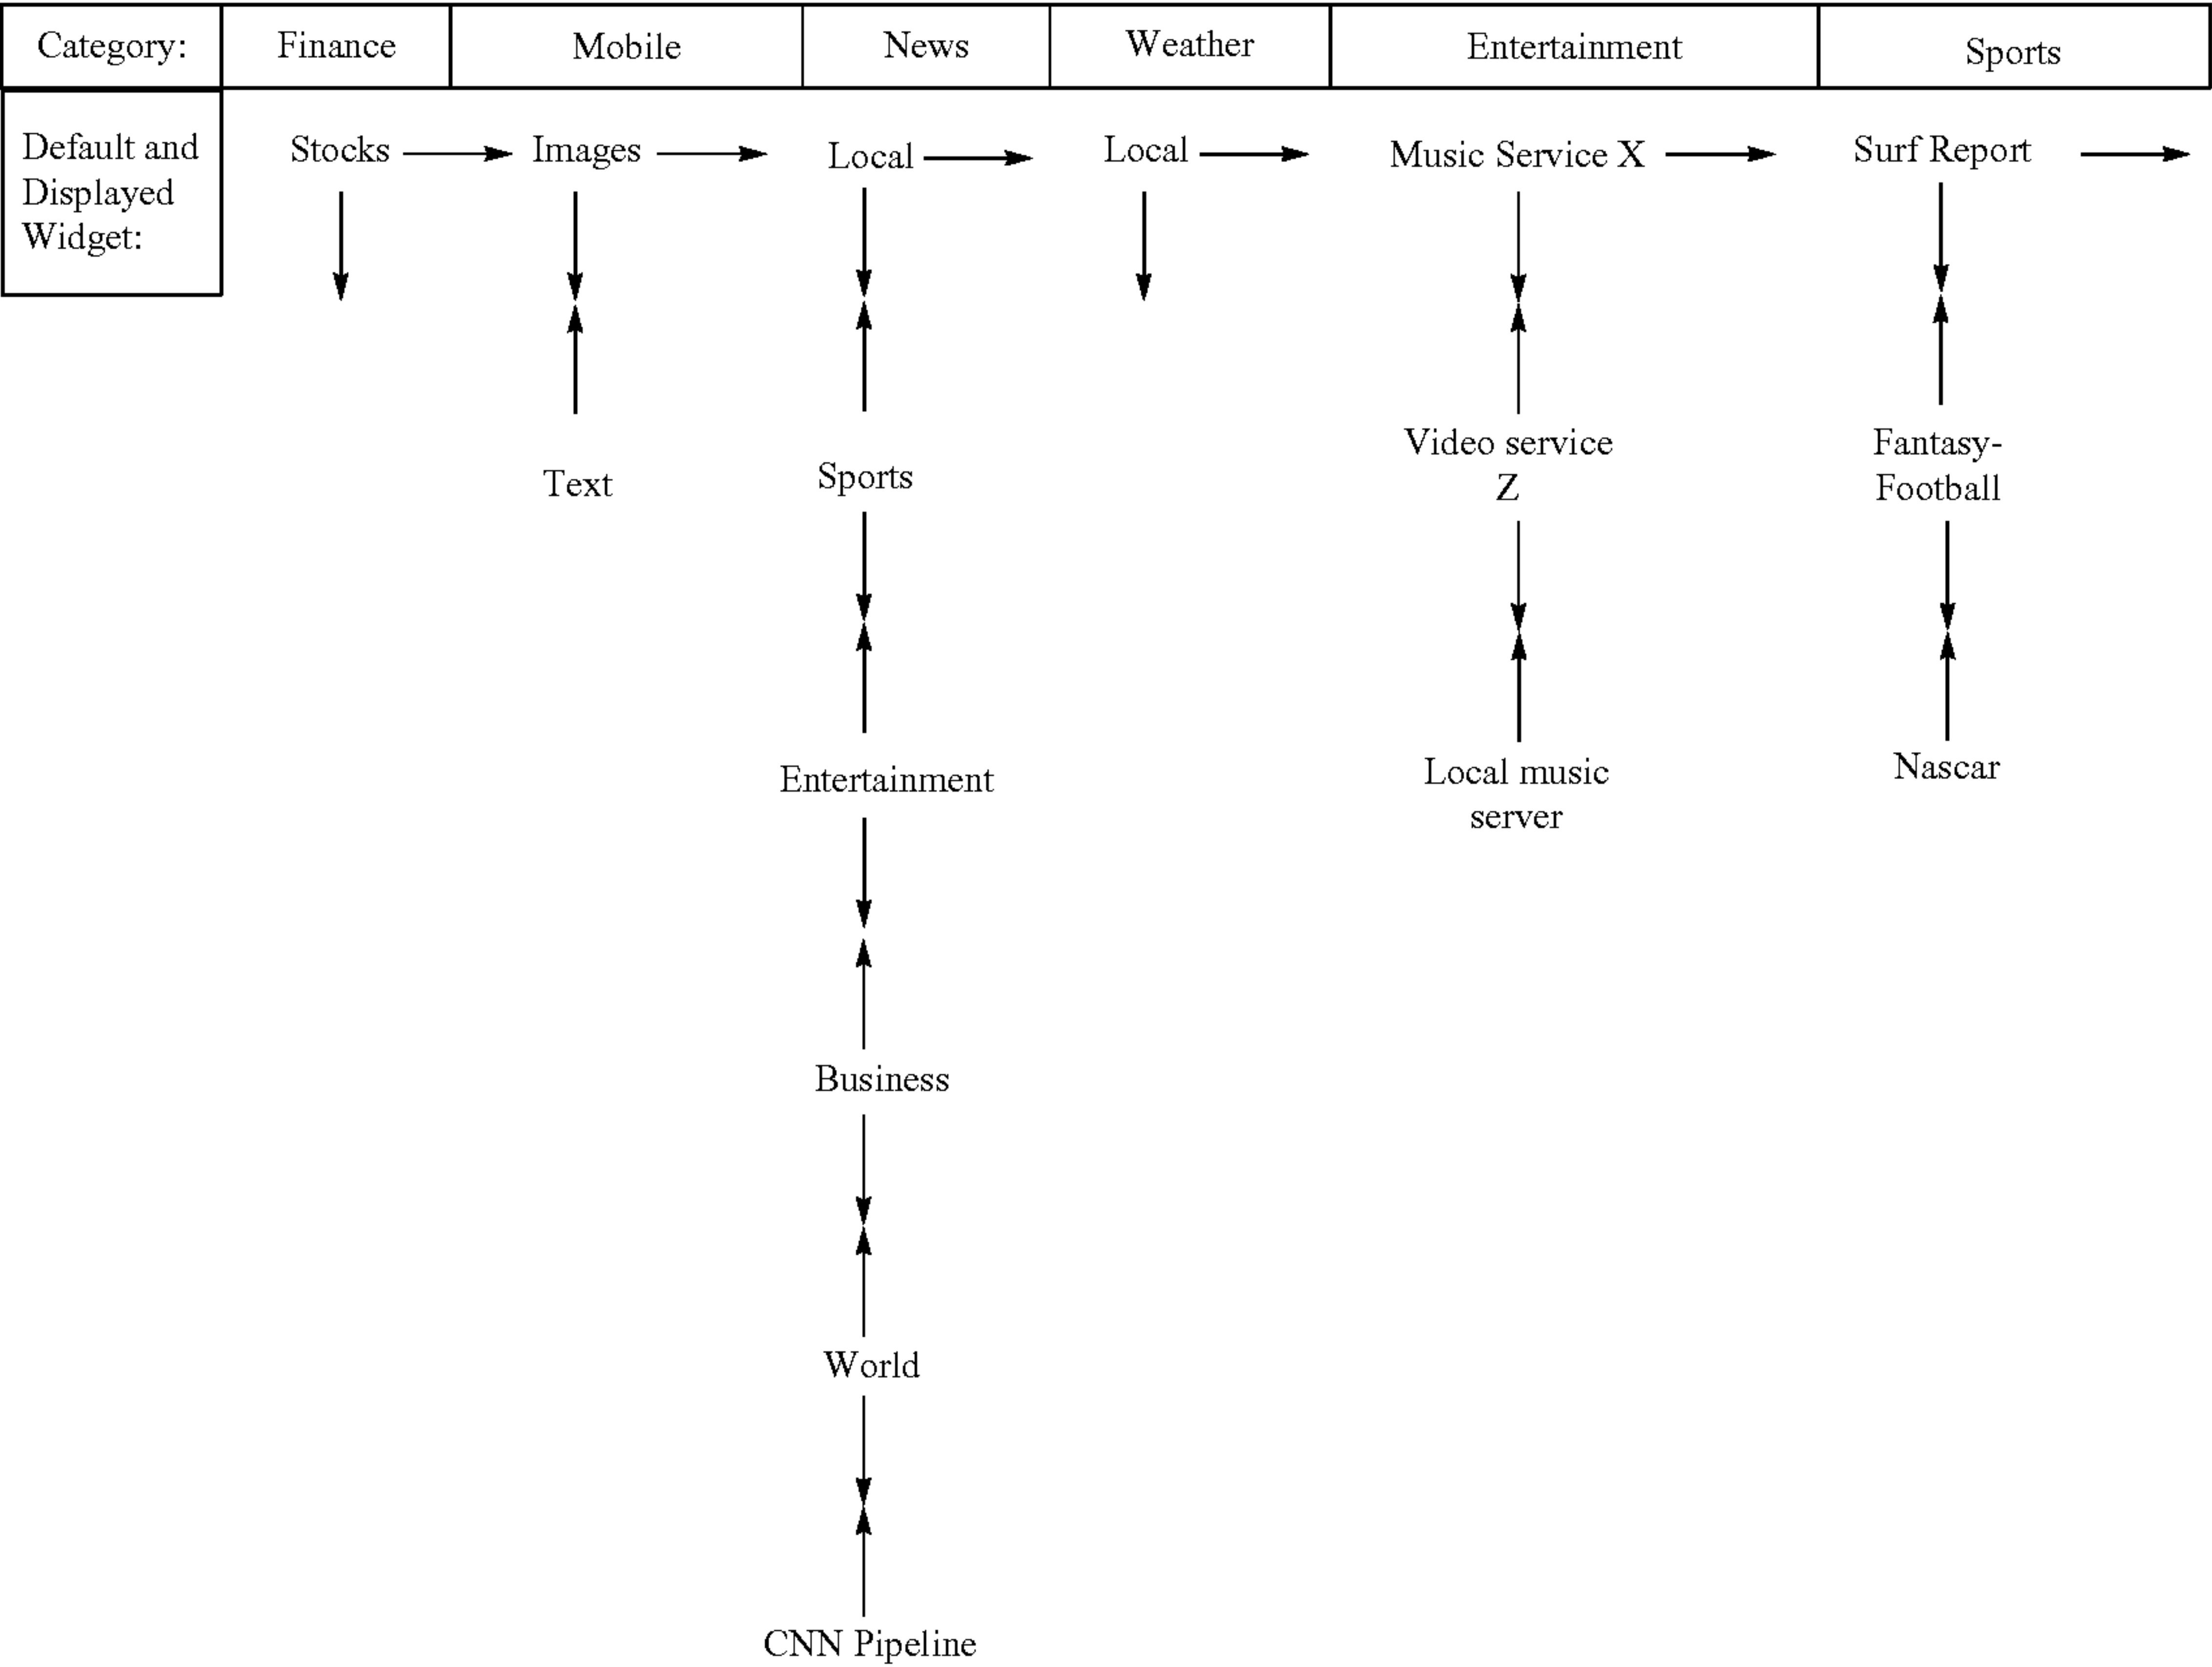 Category:
Finance
Mobile
News
Weather
Entertainment
Sports
Default and
Displayed
Widget:
Stocks
Images
Local
Local
Music Service X
Surf Report
Text
Sports
Video service
Z
Fantasy-
Football
Entertainment
Local music
server
Nascar
Business
World
CNN Pipeline